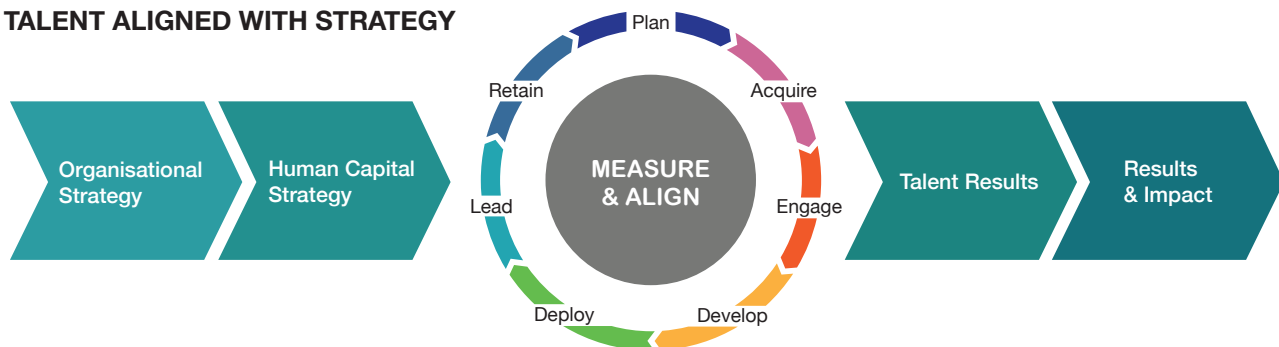 TALENT ALIGNED WITH STRATEGY
Organisational
Strategy
Human Capital
Strategy
Plan
Acquire
Engage
Develop
Deploy
Lead
Retain
MEASURE
& ALIGN
Talent Results
Results
& Impact